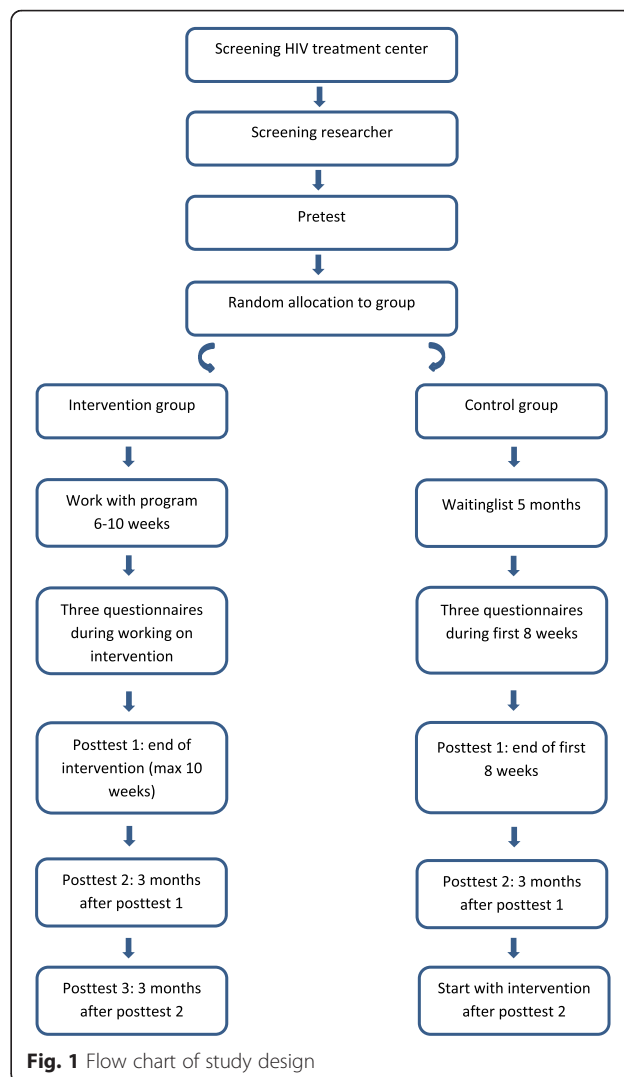 Screening HIV treatment center
Screening researcher
Pretest
Random allocation to group
Intervention group
Work with program
6-10 weeks
Three questionnaires
during working on
intervention
Posttest 1: end of
intervention (max 10
weeks)
Posttest 2: 3 months
after posttest 1
Posttest 3: 3 months
after posttest 2
Control group
Waitinglist 5 months
Three questionnaires
during first 8 weeks
Posttest 1: end of first
8 weeks
Posttest 2: 3 months
after posttest 1
Start with intervention
after posttest 2
Fig. 1 Flow chart of study design